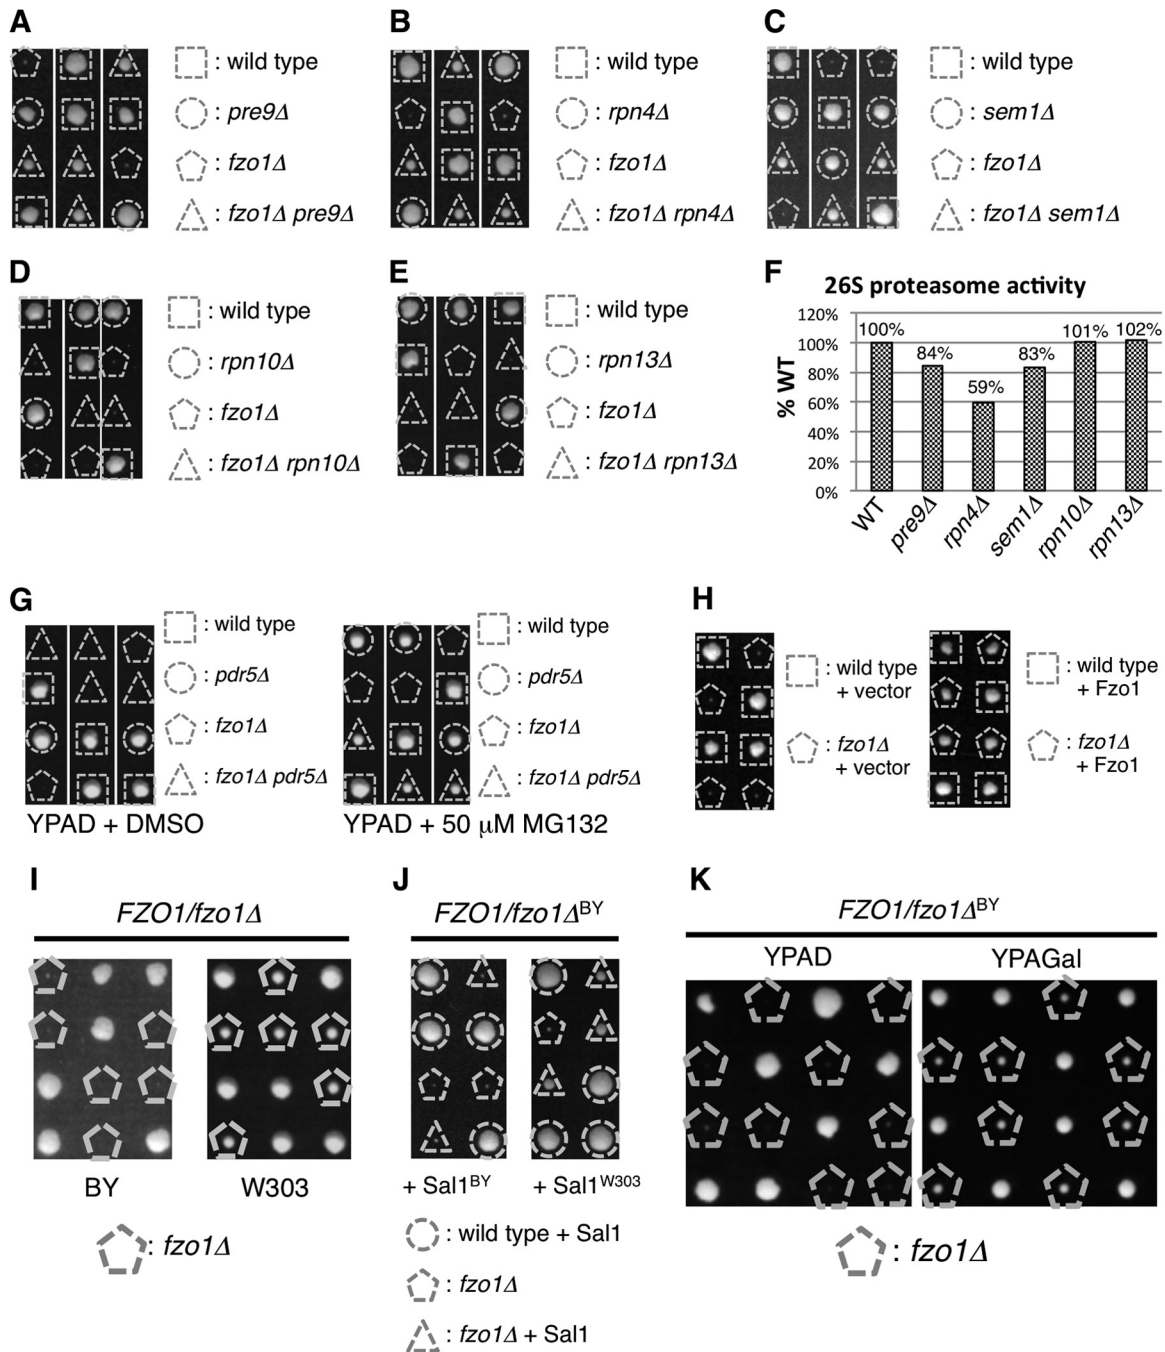 A
: wild type
: pre9Δ
: fzo1Δ
: fzo1Δ pre9Δ
B
: wild type
: rpn4Δ
: fzo1Δ
: fzo1Δ rpn4Δ
C
: wild type
: sem1Δ
: fzo1Δ
: fzo1Δ sem1Δ
D
: wild type
: rpn10Δ
: fzo1Δ
: fzo1Δ rpn10Δ
E
: wild type
: rpn13Δ
: fzo1Δ
: fzo1Δ rpn13Δ
F
26S proteasome activity
% WT
120%
100%
80%
60%
40%
20%
0%
100%
84%
59%
83%
101%
102%
WT
pre9Δ
rpn4Δ
sem1Δ
rpn10Δ
rpn13Δ
G
: wild type
: pdr5Δ
: fzo1Δ
: fzo1Δ pdr5Δ
YPAD + DMSO
: wild type
: pdr5Δ
: fzo1Δ
: fzo1Δ pdr5Δ
YPAD + 50 μM MG132
H
: wild type
+ vector
: fzo1Δ
+ vector
: wild type
+ Fzo1
: fzo1Δ
+ Fzo1
I
FZO1/fzo1Δ
BY
W303
: fzo1Δ
J
FZO1/fzo1Δ^BY
+ Sal1^BY
+ Sal1^W303
: wild type + Sal1
: fzo1Δ
: fzo1Δ + Sal1
K
FZO1/fzo1Δ^BY
YPAD
YPAGal
: fzo1Δ